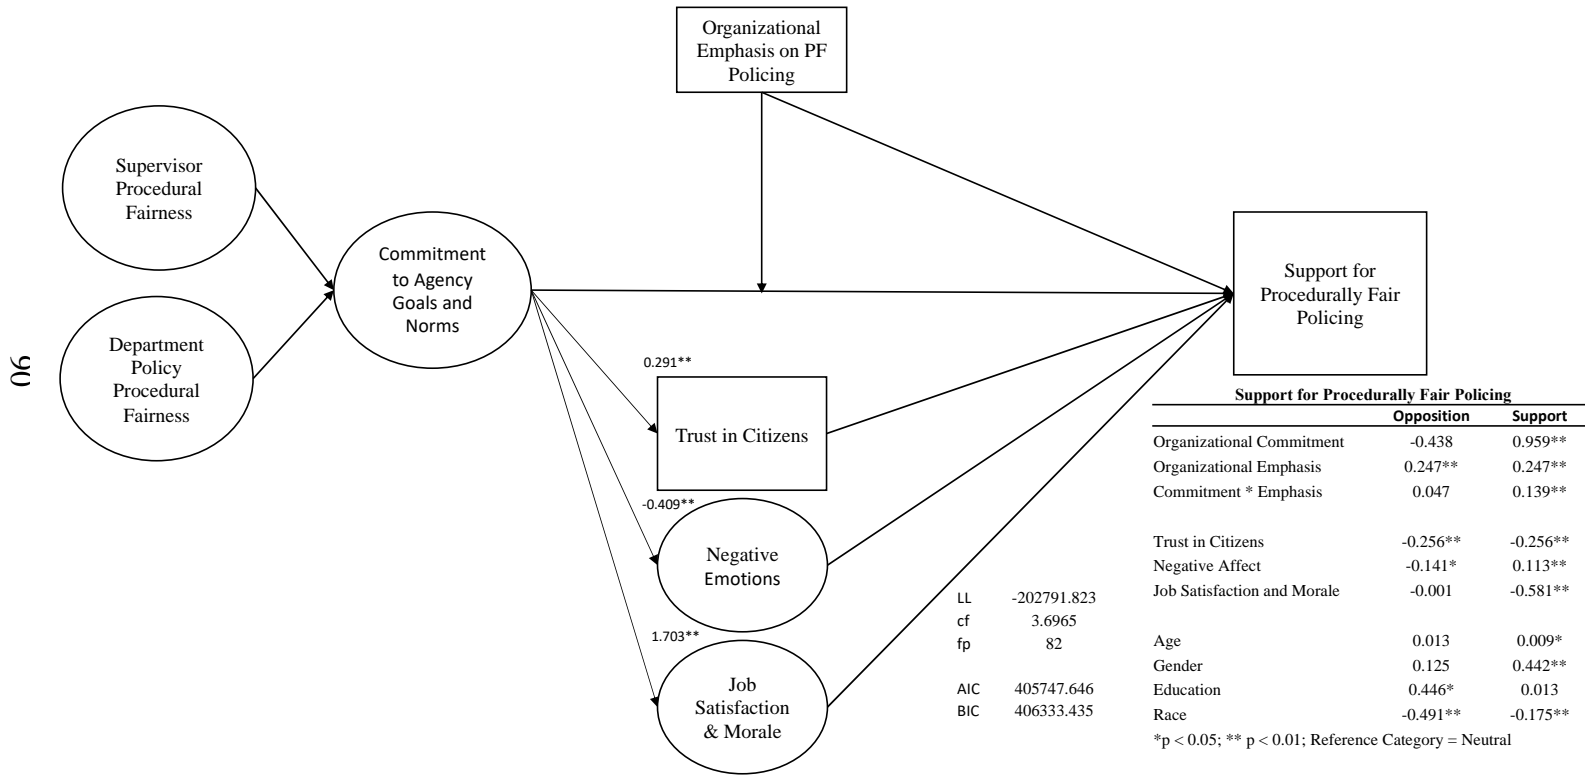 Organizational
Emphasis on PF
Policing
Supervisor
Procedural
Fairness
Commitment
to Agency
Goals and
Norms
Department
Policy
Procedural
Fairness
90
Support for
Procedurally Fair
Policing
0.291**
Trust in Citizens
-0.409**
Negative
Emotions
1.703**
Job
Satisfaction
& Morale
LL -202791.823
cf 3.6965
fp 82
AIC 405747.646
BIC 406333.435
Support for Procedurally Fair Policing
Opposition Support
Organizational Commitment -0.438 0.959**
Organizational Emphasis 0.247** 0.247**
Commitment * Emphasis 0.047 0.139**
Trust in Citizens -0.256** -0.256**
Negative Affect -0.141* 0.113**
Job Satisfaction and Morale -0.001 -0.581**
Age 0.013 0.009*
Gender 0.125 0.442**
Education 0.446* 0.013
Race -0.491** -0.175**
*p < 0.05; ** p < 0.01; Reference Category = Neutral